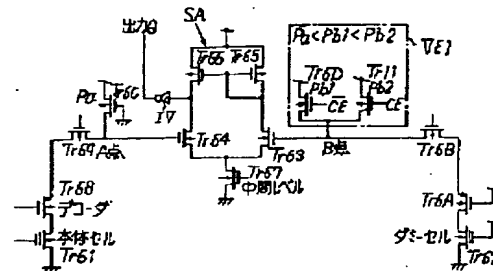 SA
出力D
Pa<Pb1<Pb2
VE1
Tr66
Tr65
Tr6D
Tr11
Pa
Tr6C
Pb1
Pb2
CE
CE
IV
Tr69
A点
Tr64
Tr63
B点
Tr6B
Tr67
中間レベル
Tr68
デコーダ
Tr6A
本体セル
Tr61
ダミーセル